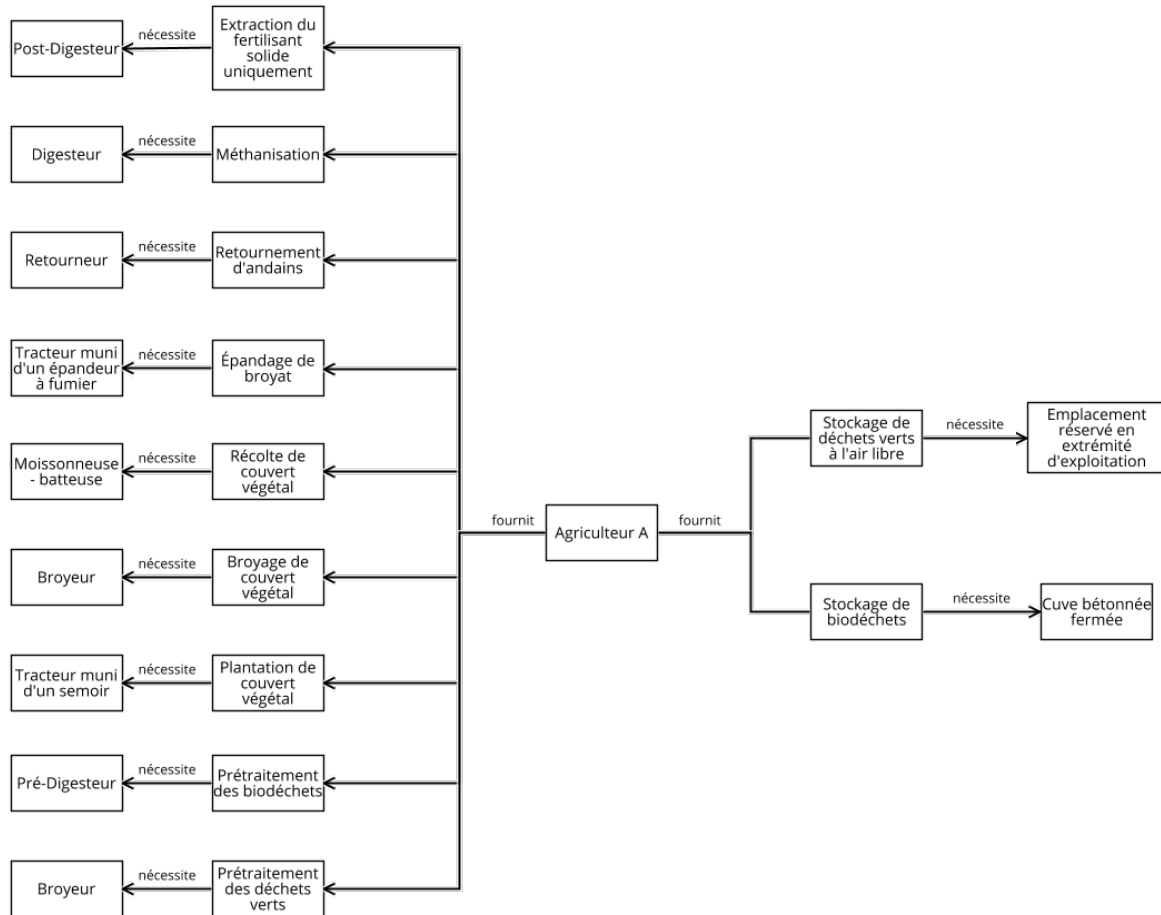 Post-Digesteur
nécessite
Extraction du
fertilisant
solide
uniquement
Digesteur
nécessite
Méthanisation
Retourneur
nécessite
Retournement
d'andains
Tracteur muni
d'un épandeur
à fumier
nécessite
Épandage de
broyat
Moissonneuse
- batteuse
nécessite
Récolte de
couvert
végétal
Broyeur
nécessite
Broyage de
couvert
végétal
Tracteur muni
d'un semoir
nécessite
Plantation de
couvert
végétal
Pré-Digesteur
nécessite
Prétraitement
des biodéchets
Broyeur
nécessite
Prétraitement
des déchets
verts
fournit
Agriculteur A
fournit
Stockage de
déchets verts
à l'air libre
nécessite
Emplacement
réservé en
extrémité
d'exploitation
Stockage de
biodéchets
nécessite
Cuve bétonnée
fermée